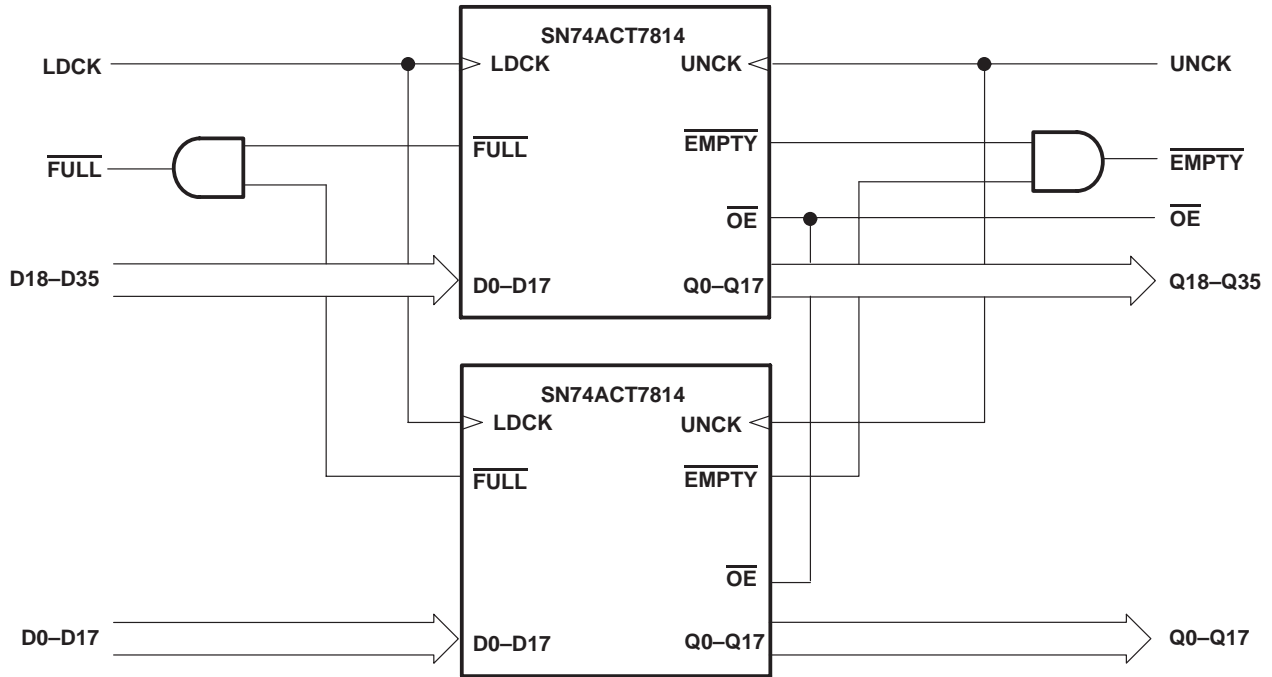 SN74ACT7814
LDCK
LDCK
UNCK
UNCK
FULL
FULL
EMPTY
EMPTY
OE
OE
D18–D35
D0–D17
Q0–Q17
Q18–Q35
SN74ACT7814
LDCK
UNCK
FULL
EMPTY
OE
D0–D17
D0–D17
Q0–Q17
Q0–Q17